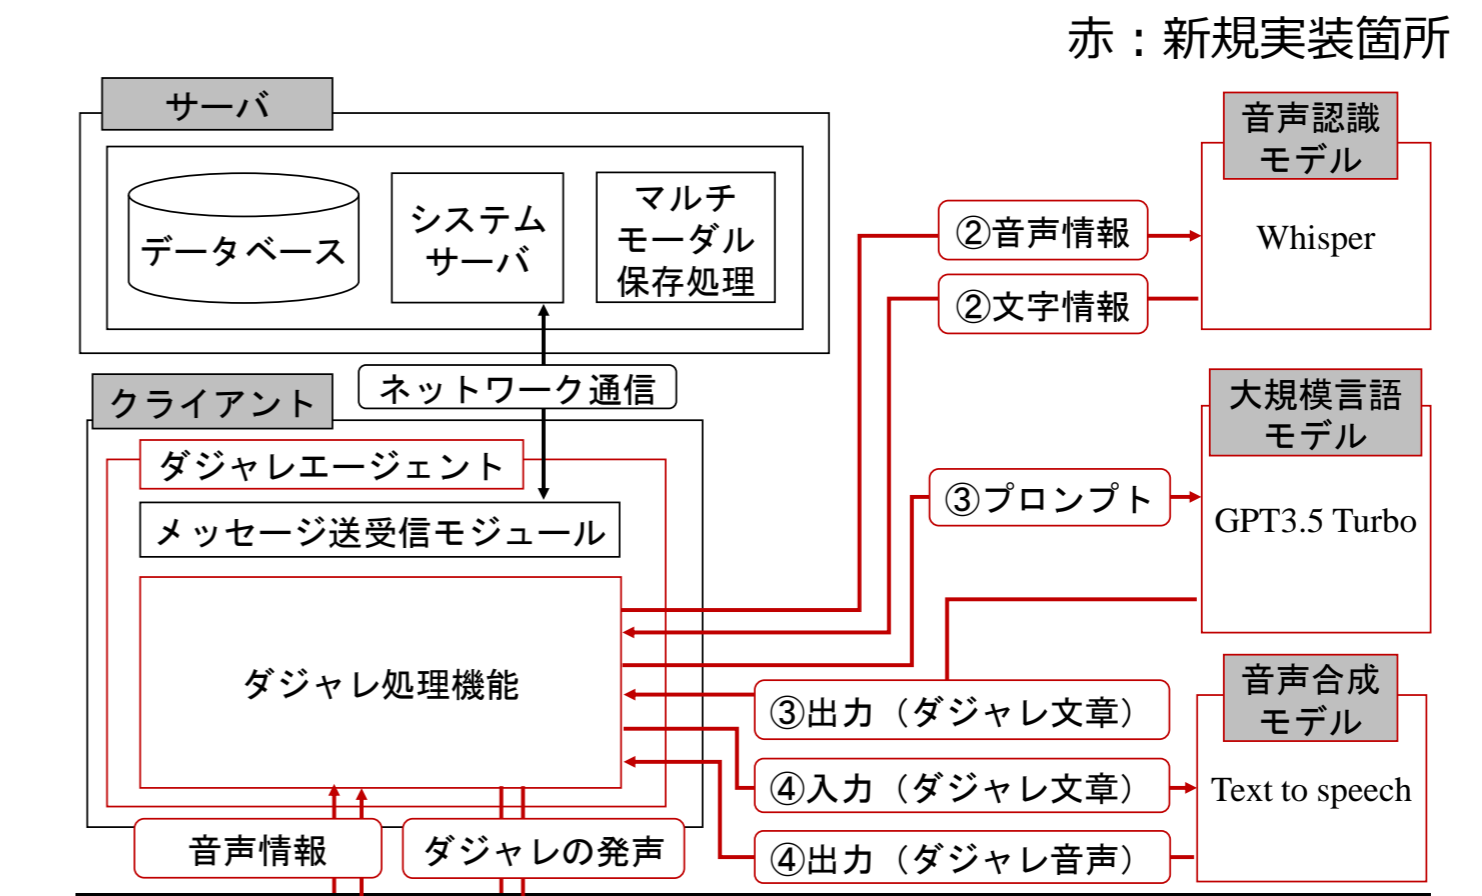 赤：新規実装箇所
サーバ
データベース
システム
サーバ
マルチ
モーダル
保存処理
ネットワーク通信
クライアント
ダジャレエージェント
メッセージ送受信モジュール
ダジャレ処理機能
音声情報
ダジャレの発声
②音声情報
②文字情報
③プロンプト
③出力（ダジャレ文章）
④入力（ダジャレ文章）
④出力（ダジャレ音声）
音声認識
モデル
Whisper
大規模言語
モデル
GPT3.5 Turbo
音声合成
モデル
Text to speech